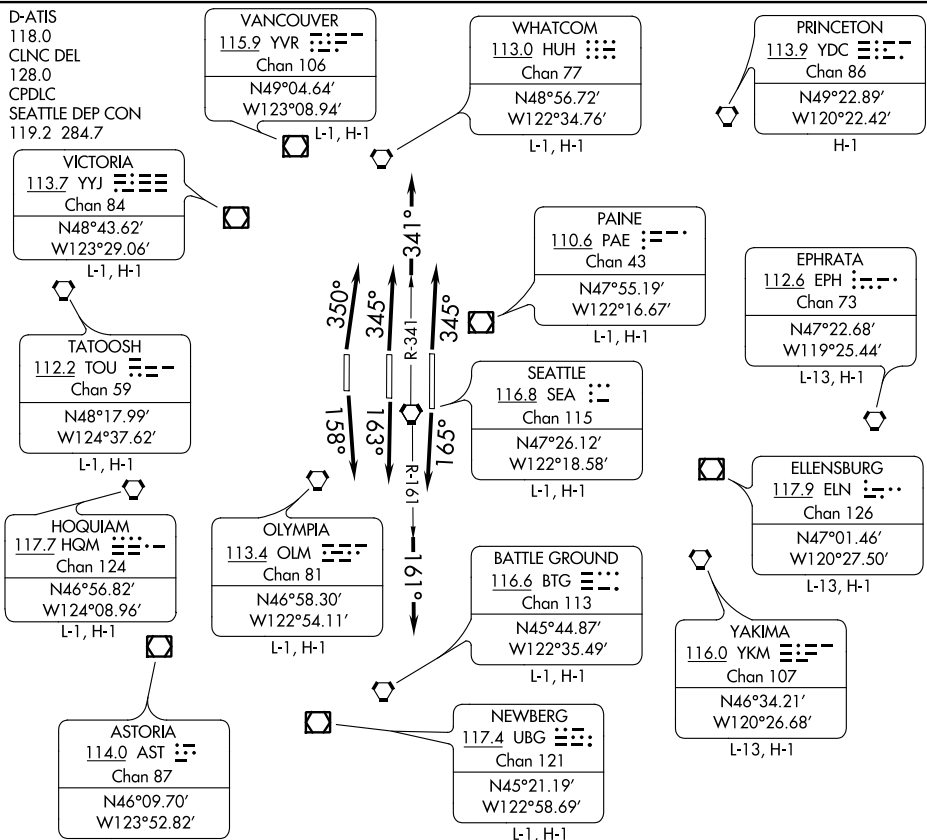 D-ATIS
118.0
CLNC DEL
128.0
CPDLC
SEATTLE DEP CON
119.2 284.7
VANCOUVER
115.9 YVR
Chan 106
N49°04.64'
W123°08.94'
L-1, H-1
WHATCOM
113.0 HUH
Chan 77
N48°56.72'
W122°34.76'
L-1, H-1
PRINCETON
113.9 YDC
Chan 86
N49°22.89'
W120°22.42'
H-1
VICTORIA
113.7 YYJ
Chan 84
N48°43.62'
W123°29.06'
L-1, H-1
341°
PAINE
110.6 PAE
Chan 43
N47°55.19'
W122°16.67'
L-1, H-1
EPHRATA
112.6 EPH
Chan 73
N47°22.68'
W119°25.44'
L-13, H-1
350°
345°
R-341
345°
TATOOSH
112.2 TOU
Chan 59
N48°17.99'
W124°37.62'
L-1, H-1
SEATTLE
116.8 SEA
Chan 115
N47°26.12'
W122°18.58'
L-1, H-1
158°
163°
165°
R-161
161°
HOQUIAM
117.7 HQM
Chan 124
N46°56.82'
W124°08.96'
L-1, H-1
OLYMPIA
113.4 OLM
Chan 81
N46°58.30'
W122°54.11'
L-1, H-1
ELLENSBURG
117.9 ELN
Chan 126
N47°01.46'
W120°27.50'
L-13, H-1
BATTLE GROUND
116.6 BTG
Chan 113
N45°44.87'
W122°35.49'
L-1, H-1
YAKIMA
116.0 YKM
Chan 107
N46°34.21'
W120°26.68'
L-13, H-1
ASTORIA
114.0 AST
Chan 87
N46°09.70'
W123°52.82'
NEWBERG
117.4 UBG
Chan 121
N45°21.19'
W122°58.69'
L-1, H-1